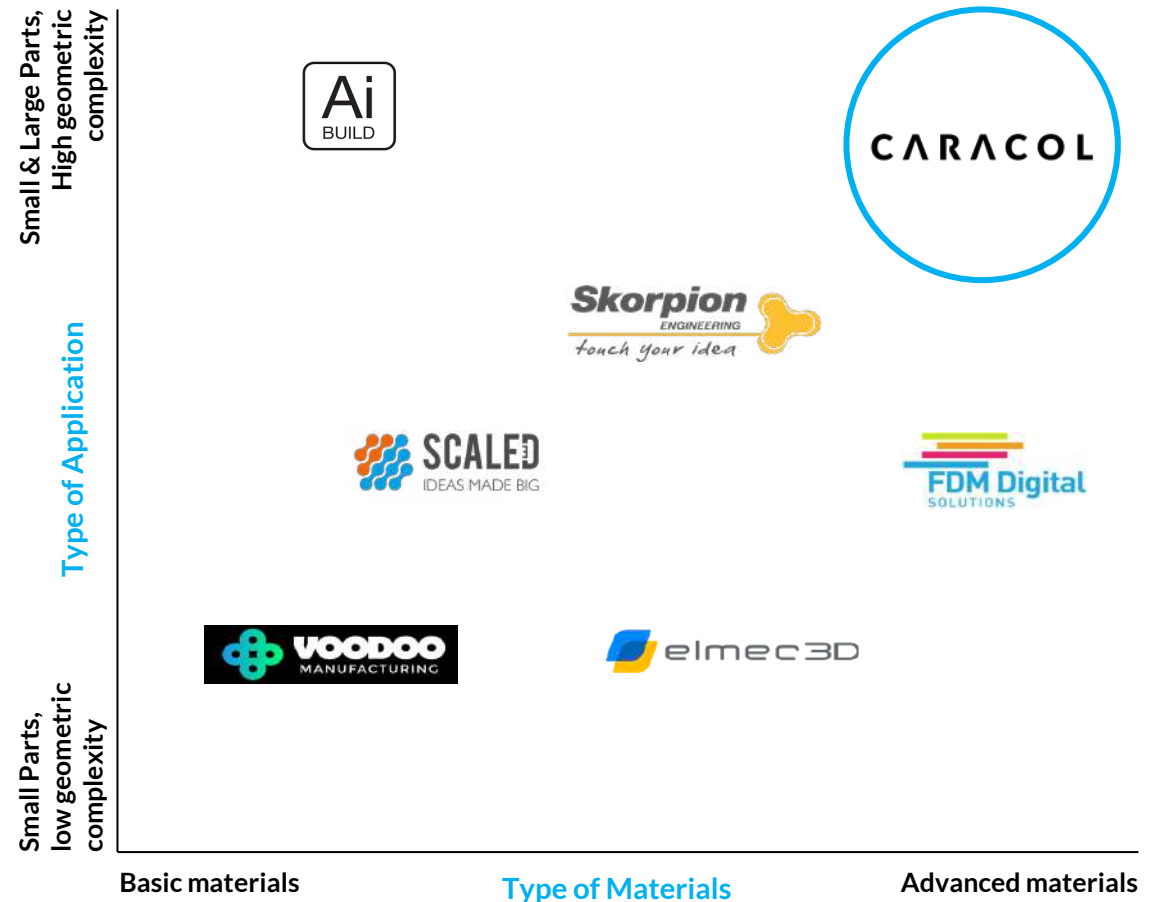 Small & Large Parts,
High geometric
complexity
Ai
BUILD
CARACOL
Skorpion
ENGINEERING
touch your idea
Type of Application
SCALED
IDEAS MADE BIG
FDM Digital
SOLUTIONS
VOODOO
MANUFACTURING
elmec3D
Small Parts,
low geometric
complexity
Basic materials
Type of Materials
Advanced materials